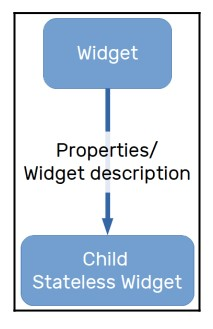 Widget
Properties/
Widget description
Child
Stateless Widget